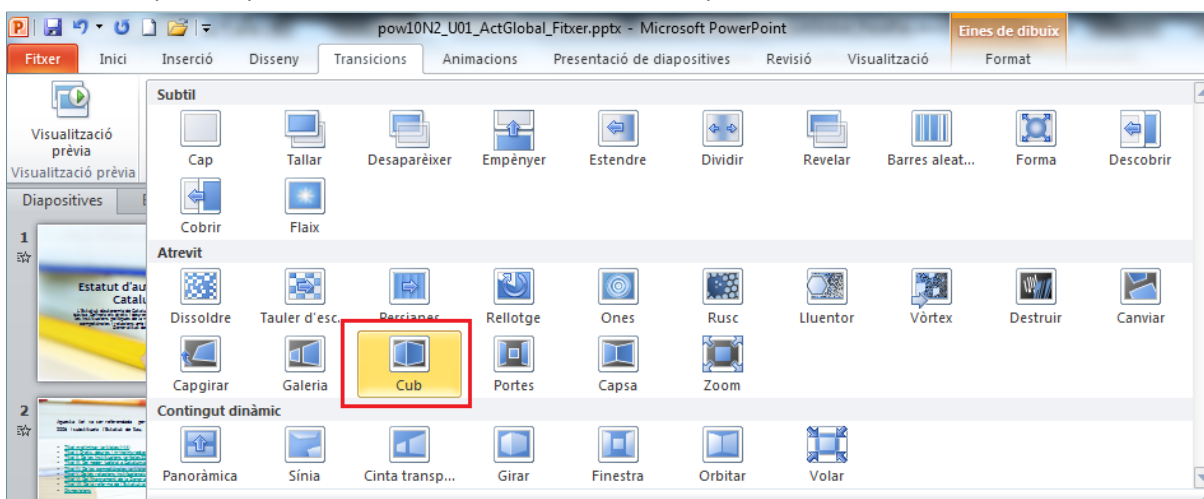 pow10N2_U01_ActGlobal_Fitxer.pptx - Microsoft PowerPoint
Eines de dibuix
Fitxer Inici Inserció Disseny Transicions Animacions Presentació de diapositives Revisió Visualització Format
Visualització
prèvia
Visualització prèvia
Subtil
Cap Tallar Desaparèixer Empènyer Estendre Dividir Revelar Barres aleat... Forma Descobrir
Cobrir Flaix
Atrevit
Dissoldre Tauler d'esc... Persianes Rellotge Ones Rusc Lluentor Vòrtex Destruir Canviar
Capgirar Galeria Cub Portes Capsa Zoom
Contingut dinàmic
Panoràmica Sínia Cinta transp... Girar Finestra Orbitar Volar
Diapositives
1
Estatut d'au
Catalu
2